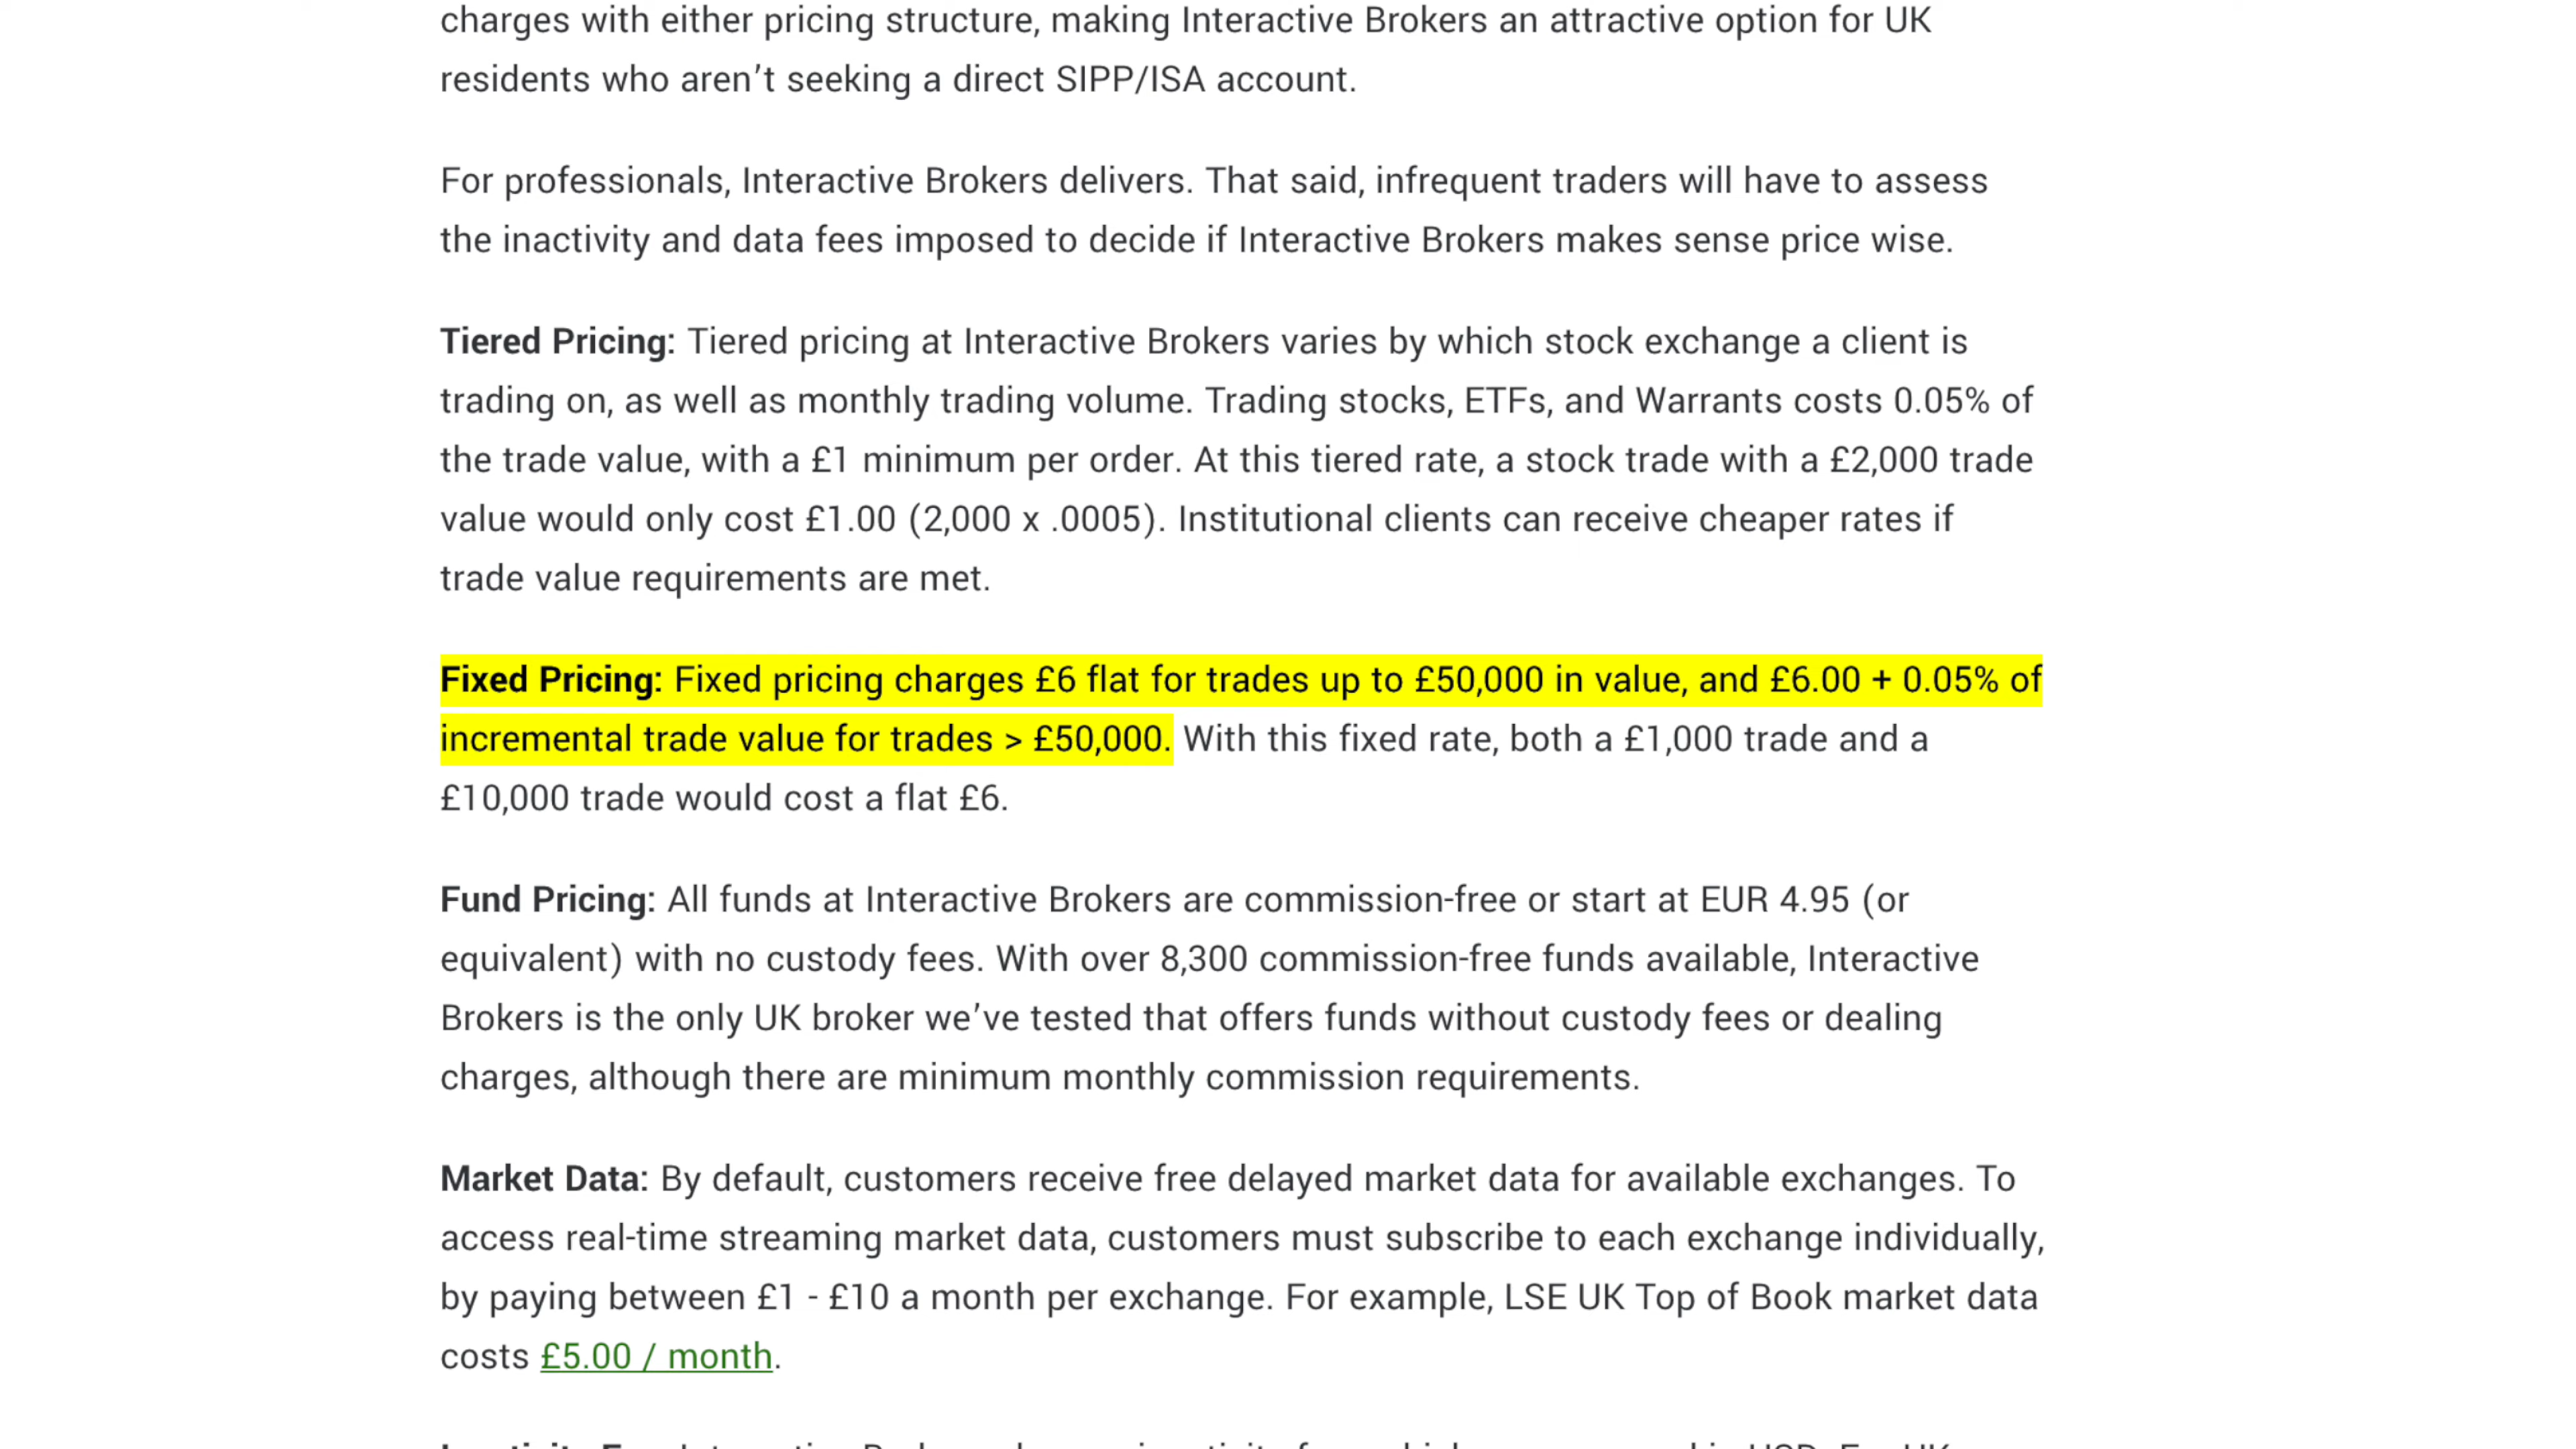 charges with either pricing structure, making Interactive Brokers an attractive option for UK
residents who aren’t seeking a direct SIPP/ISA account.
For professionals, Interactive Brokers delivers. That said, infrequent traders will have to assess
the inactivity and data fees imposed to decide if Interactive Brokers makes sense price wise.
Tiered Pricing: Tiered pricing at Interactive Brokers varies by which stock exchange a client is
trading on, as well as monthly trading volume. Trading stocks, ETFs, and Warrants costs 0.05% of
the trade value, with a £1 minimum per order. At this tiered rate, a stock trade with a £2,000 trade
value would only cost £1.00 (2,000 x .0005). Institutional clients can receive cheaper rates if
trade value requirements are met.
Fixed Pricing: Fixed pricing charges £6 flat for trades up to £50,000 in value, and £6.00 + 0.05% of
incremental trade value for trades > £50,000. With this fixed rate, both a £1,000 trade and a
£10,000 trade would cost a flat £6.
Fund Pricing: All funds at Interactive Brokers are commission-free or start at EUR 4.95 (or
equivalent) with no custody fees. With over 8,300 commission-free funds available, Interactive
Brokers is the only UK broker we’ve tested that offers funds without custody fees or dealing
charges, although there are minimum monthly commission requirements.
Market Data: By default, customers receive free delayed market data for available exchanges. To
access real-time streaming market data, customers must subscribe to each exchange individually,
by paying between £1 - £10 a month per exchange. For example, LSE UK Top of Book market data
costs £5.00 / month.